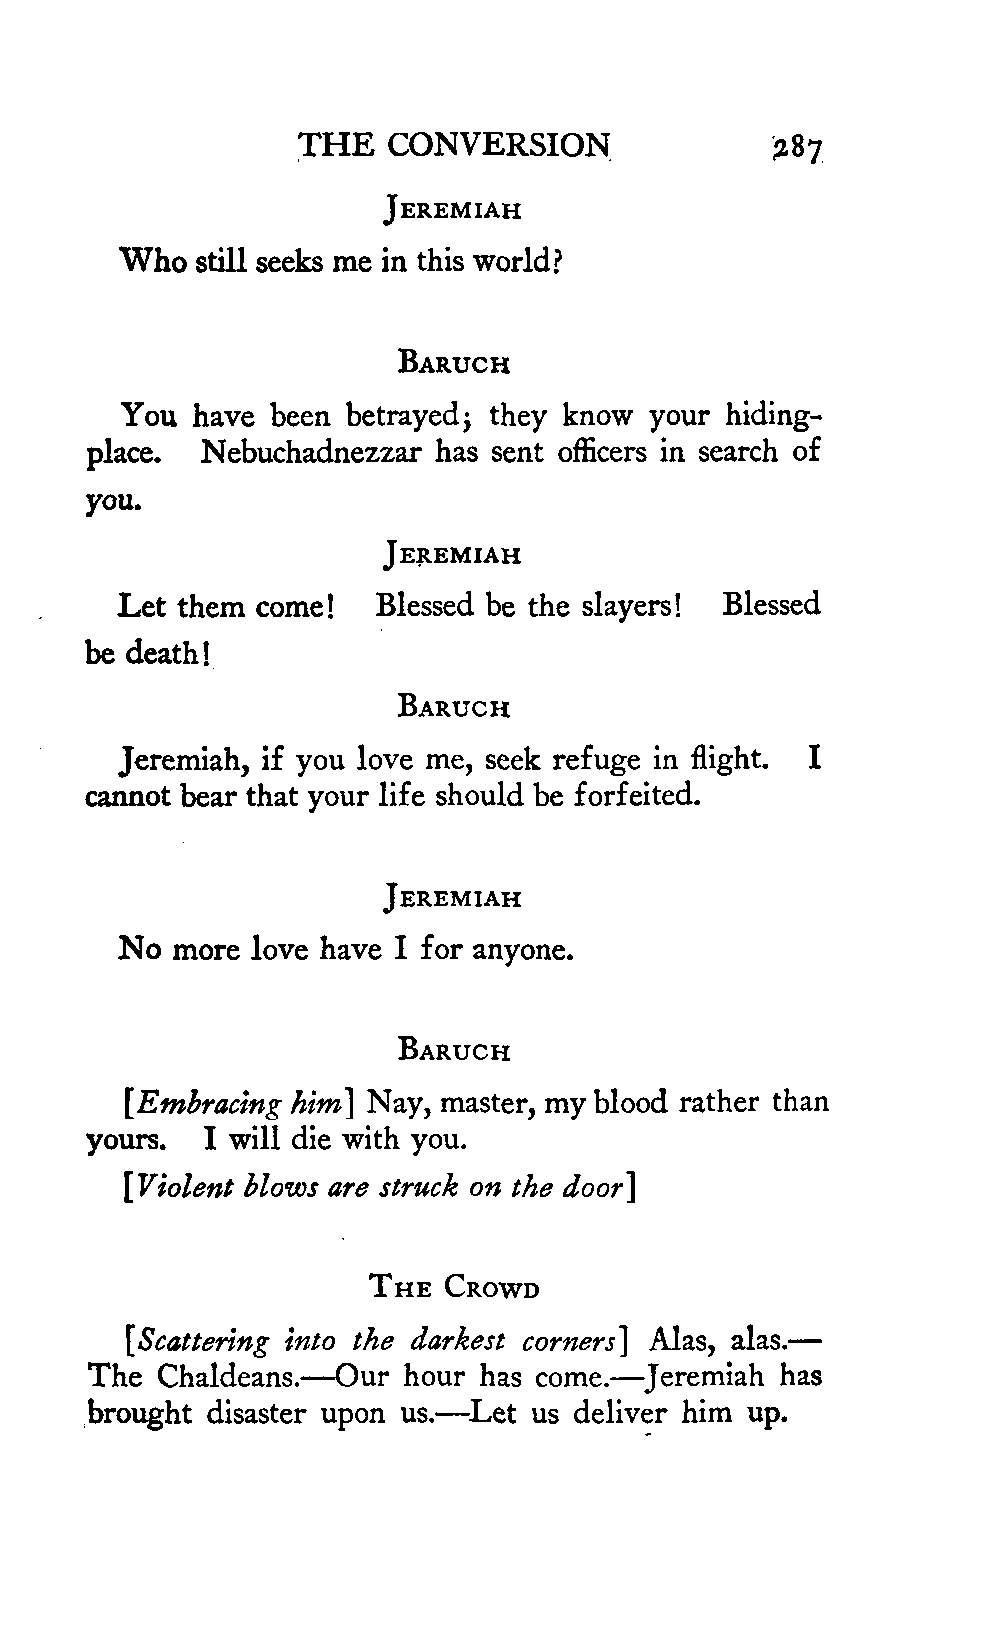 THE CONVERSION 287
JEREMIAH
Who still seeks me in this world?
BARUCH
You have been betrayed; they know your hiding-
place. Nebuchadnezzar has sent officers in search of
you.
JEREMIAH
Let them come! Blessed be the slayers! Blessed
be death!
BARUCH
Jeremiah, if you love me, seek refuge in flight. I
cannot bear that your life should be forfeited.
JEREMIAH
No more love have I for anyone.
BARUCH
[Embracing him] Nay, master, my blood rather than
yours. I will die with you.
[Violent blows are struck on the door]
THE CROWD
[Scattering into the darkest corners] Alas, alas.—
The Chaldeans.—Our hour has come.—Jeremiah has
brought disaster upon us.—Let us deliver him up.